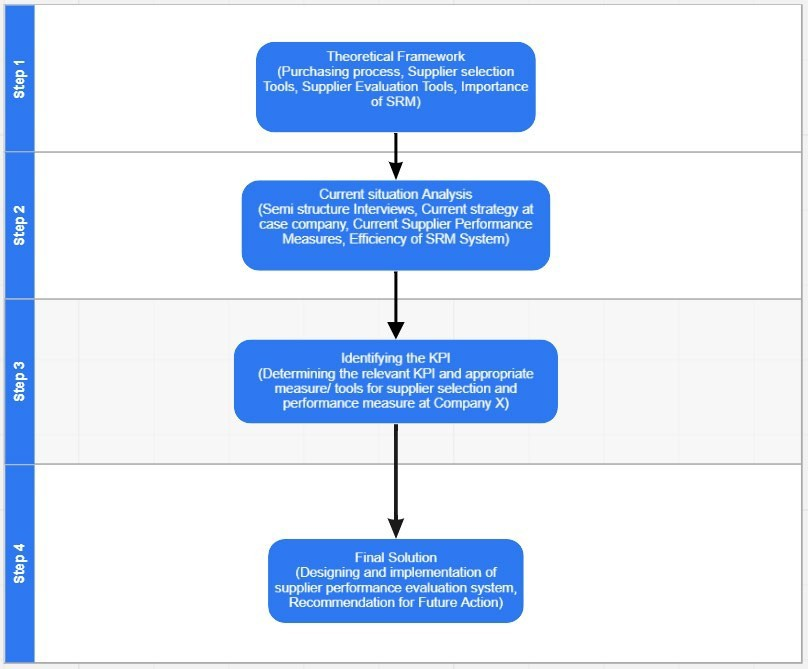 Step 1
Theoretical Framework
(Purchasing process, Supplier selection
Tools, Supplier Evaluation Tools, Importance
of SRM)
Step 2
Current situation Analysis
(Semi structure Interviews, Current strategy at
case company, Current Supplier Performance
Measures, Efficiency of SRM System)
Step 3
Identifying the KPI
(Determining the relevant KPI and appropriate
measure/ tools for supplier selection and
performance measure at Company X)
Step 4
Final Solution
(Designing and implementation of
supplier performance evaluation system,
Recommendation for Future Action)